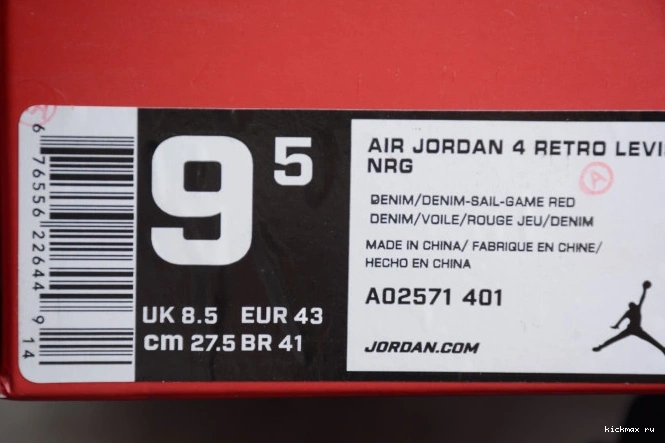 6 76556 22644 9 14
9 5
UK 8.5 EUR 43
cm 27.5 BR 41
AIR JORDAN 4 RETRO LEVI
NRG
DENIM/DENIM-SAIL-GAME RED
DENIM/VOILE/ROUGE JEU/DENIM
MADE IN CHINA/ FABRIQUE EN CHINE/
HECHO EN CHINA
AO2571 401
JORDAN.COM
A
kickmax ru